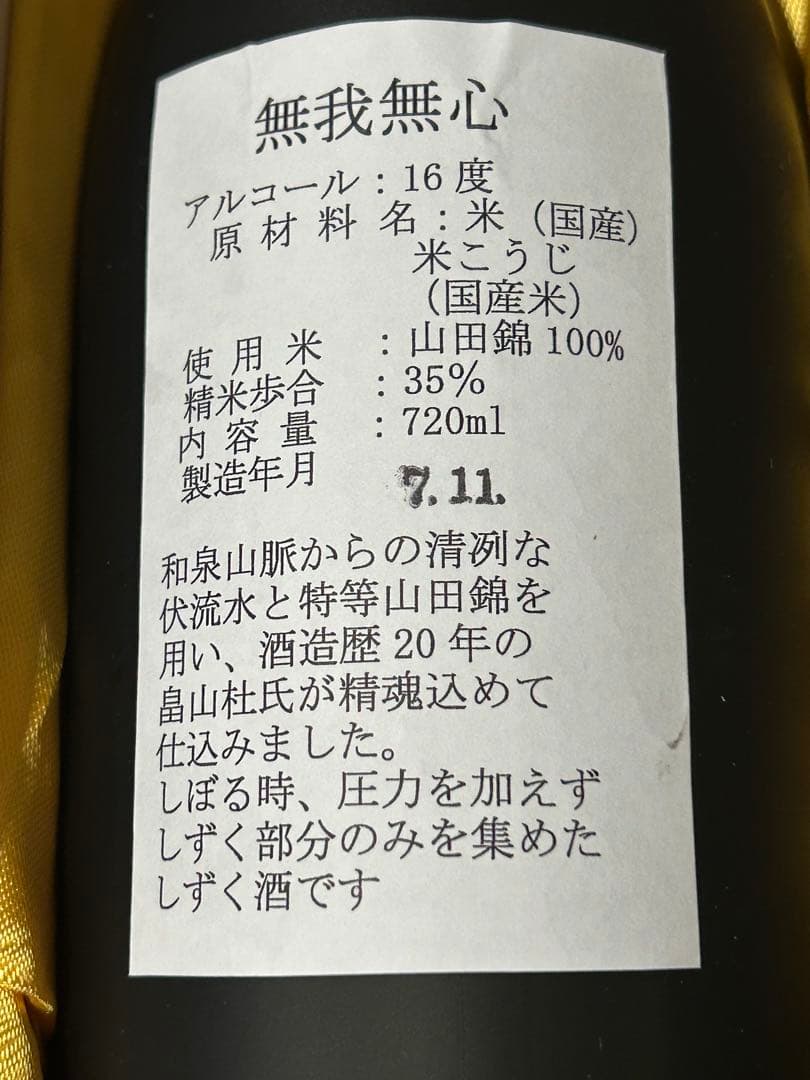 無我無心
アルコール：16度
原材料名：米（国産）
米こうじ
（国産米）
使用米：山田錦100%
精米歩合：35%
内容量：720ml
製造年月 7.11.
和泉山脈からの清冽な
伏流水と特等山田錦を
用い、酒造歴20年の
畠山杜氏が精魂込めて
仕込みました。
しぼる時、圧力を加えず
しずく部分のみを集めた
しずく酒です